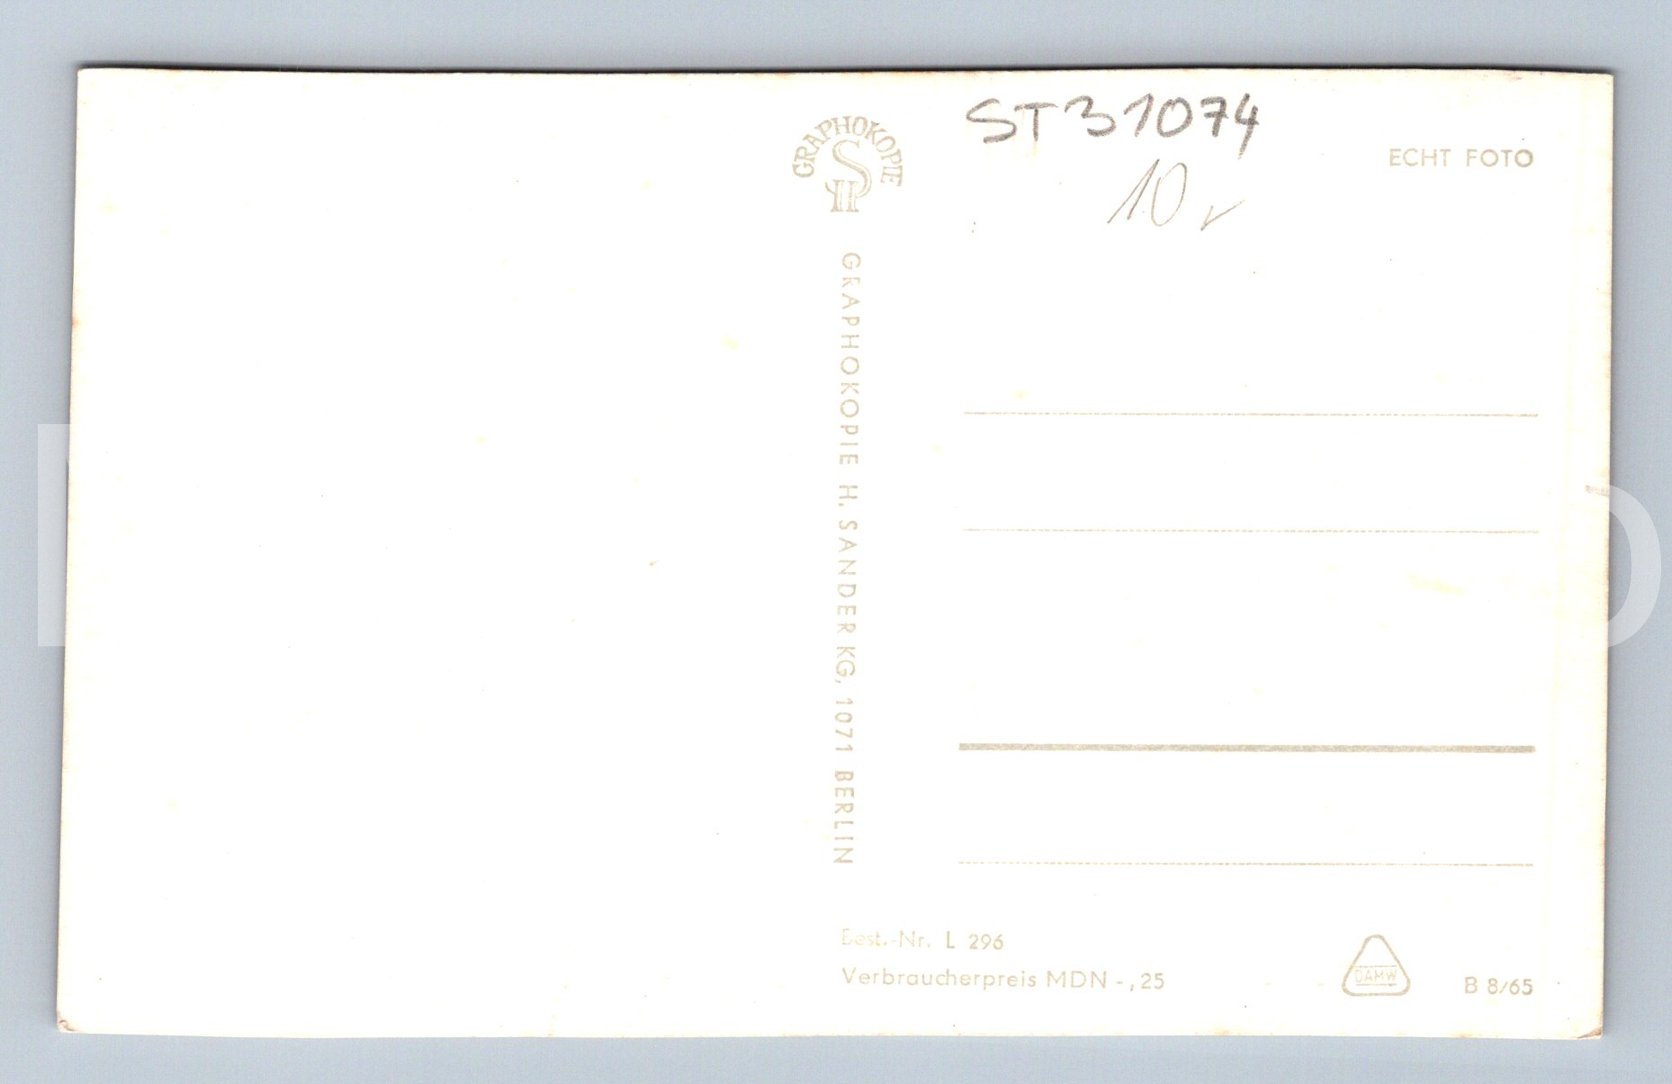 ST31074
10
GRAPHOKOPIE
HS
ECHT FOTO
GRAPHOKOPIE H. SANDER KG, 1071 BERLIN
Best.-Nr. L 296
Verbraucherpreis MDN -,25
DAMW
B 8/65